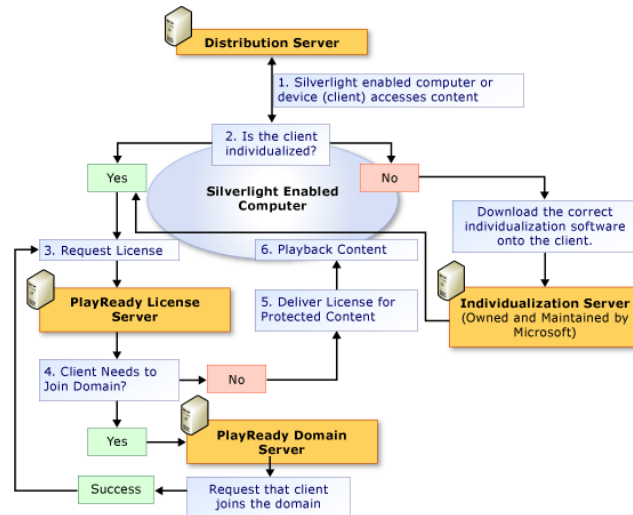 Distribution Server
1. Silverlight enabled computer or
device (client) accesses content
2. Is the client
individualized?
Yes
No
Silverlight Enabled
Computer
Download the correct
individualization software
onto the client.
3. Request License
6. Playback Content
PlayReady License
Server
5. Deliver License for
Protected Content
Individualization Server
(Owned and Maintained by
Microsoft)
4. Client Needs to
Join Domain?
No
Yes
PlayReady Domain
Server
Success
Request that client
joins the domain